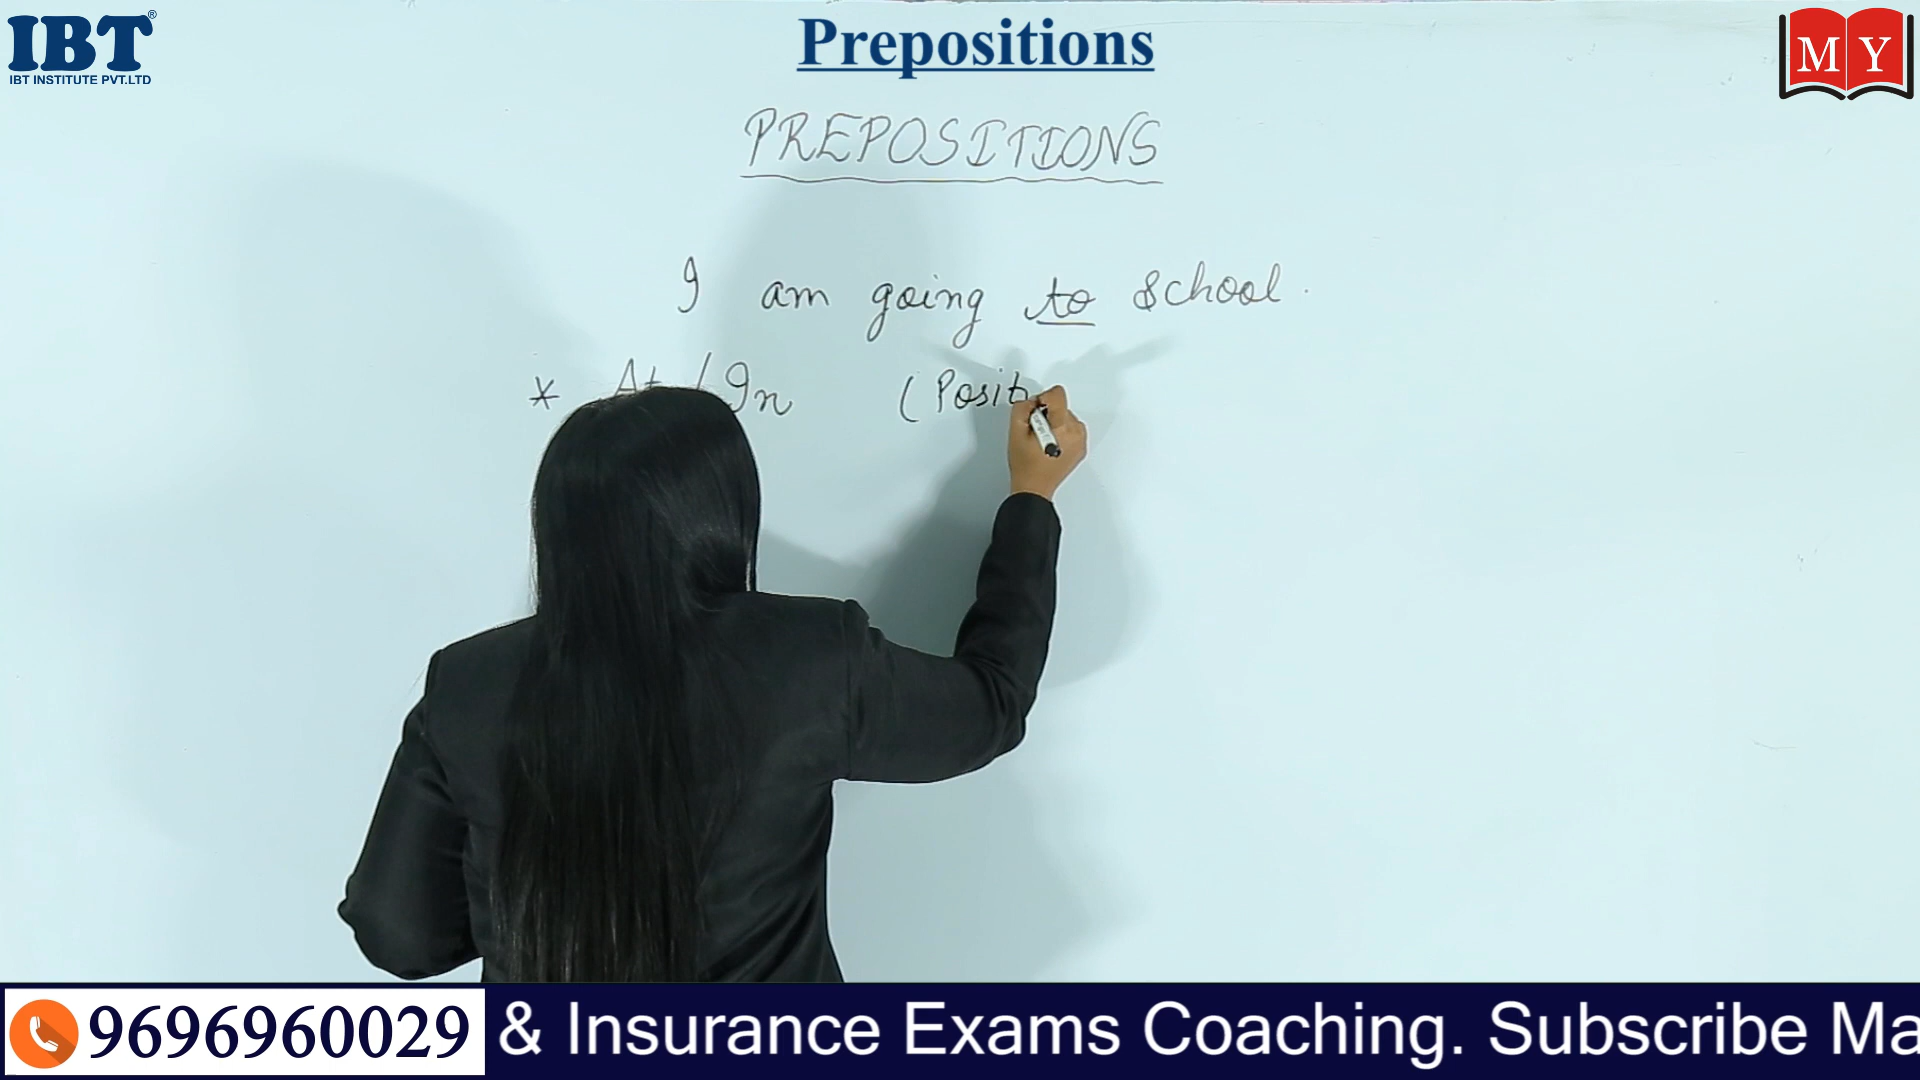 IBT®
IBT INSTITUTE PVT.LTD
Prepositions
MY
PREPOSITIONS
I am going to school.
* At / In (Posit
9696960029 & Insurance Exams Coaching. Subscribe Ma